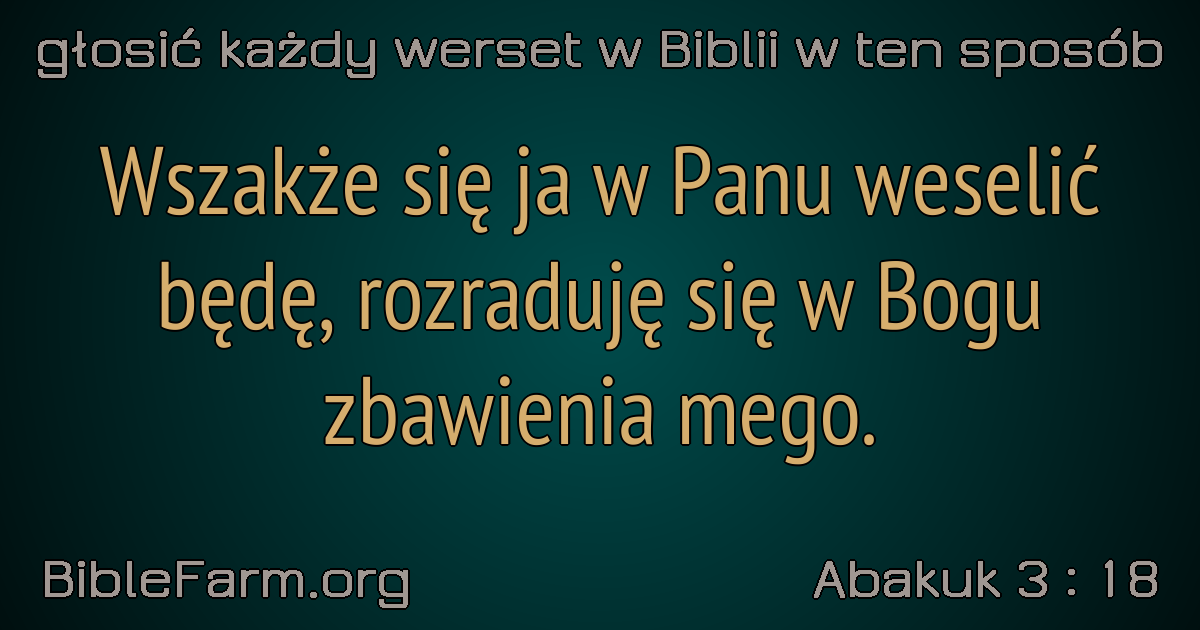 głosić każdy werset w Biblii w ten sposób
Wszakże się ja w Panu weselić
będę, rozraduję się w Bogu
zbawienia mego.
BibleFarm.org
Abakuk 3 : 18